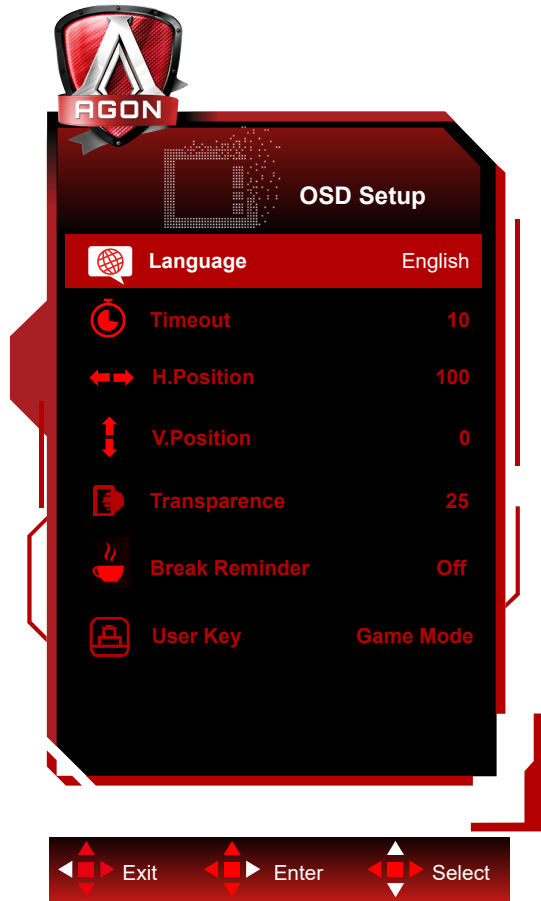 AGON
OSD Setup
Language English
Timeout 10
H.Position 100
V.Position 0
Transparence 25
Break Reminder Off
User Key Game Mode
Exit Enter Select